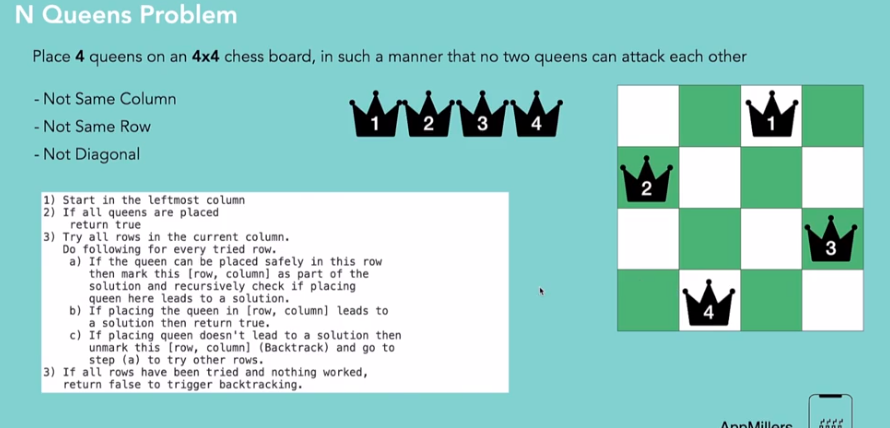 N Queens Problem
Place 4 queens on an 4x4 chess board, in such a manner that no two queens can attack each other
- Not Same Column
- Not Same Row
- Not Diagonal
1 2 3 4
1
2
3
4
1) Start in the leftmost column
2) If all queens are placed
return true
3) Try all rows in the current column.
Do following for every tried row.
a) If the queen can be placed safely in this row
then mark this [row, column] as part of the
solution and recursively check if placing
queen here leads to a solution.
b) If placing the queen in [row, column] leads to
a solution then return true.
c) If placing queen doesn't lead to a solution then
unmark this [row, column] (Backtrack) and go to
step (a) to try other rows.
3) If all rows have been tried and nothing worked,
return false to trigger backtracking.
AppMillers